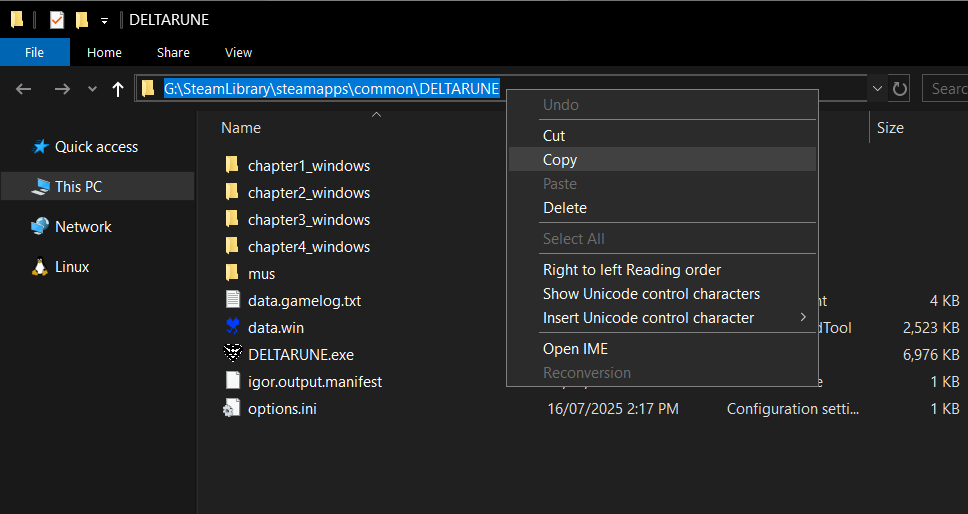 DELTARUNE
File Home Share View
G:\SteamLibrary\steamapps\common\DELTARUNE
Search
Name Size
Quick access
This PC
Network
Linux
chapter1_windows
chapter2_windows
chapter3_windows
chapter4_windows
mus
data.gamelog.txt 4 KB
data.win 2,523 KB
DELTARUNE.exe 6,976 KB
igor.output.manifest 1 KB
options.ini 16/07/2025 2:17 PM Configuration setti... 1 KB
Undo
Cut
Copy
Paste
Delete
Select All
Right to left Reading order
Show Unicode control characters
Insert Unicode control character
Open IME
Reconversion